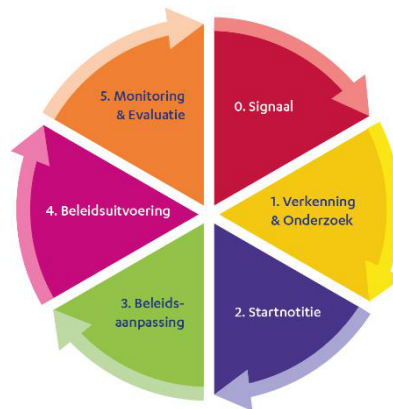 0. Signaal
1. Verkenning
& Onderzoek
2. Startnotitie
3. Beleids-
aanpassing
4. Beleidsuitvoering
5. Monitoring
& Evaluatie